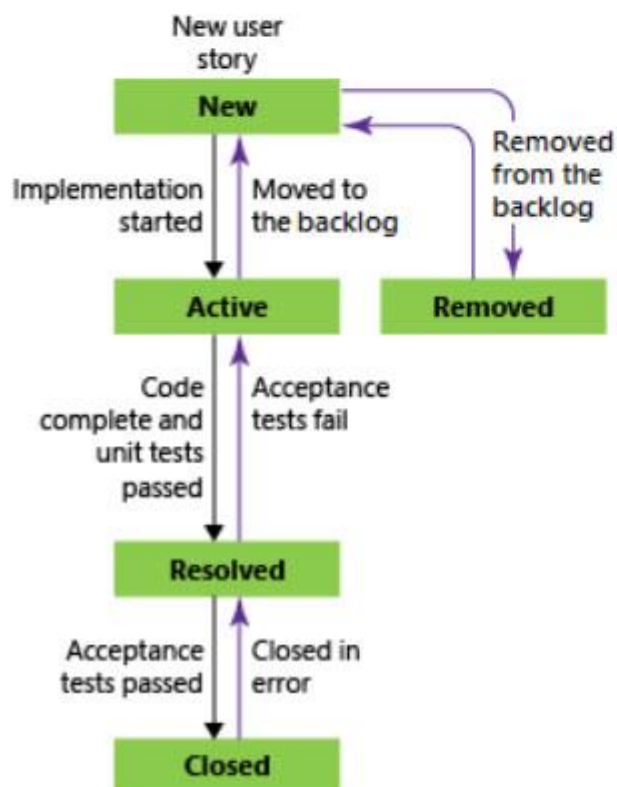 New user
story
New
Implementation
started
Moved to
the backlog
Removed
from the
backlog
Active
Removed
Code
complete and
unit tests
passed
Acceptance
tests fail
Resolved
Acceptance
tests passed
Closed in
error
Closed